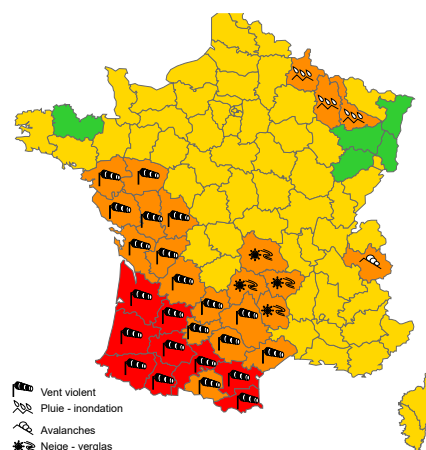 Vent violent
Pluie - inondation
Avalanches
Neige - verglas